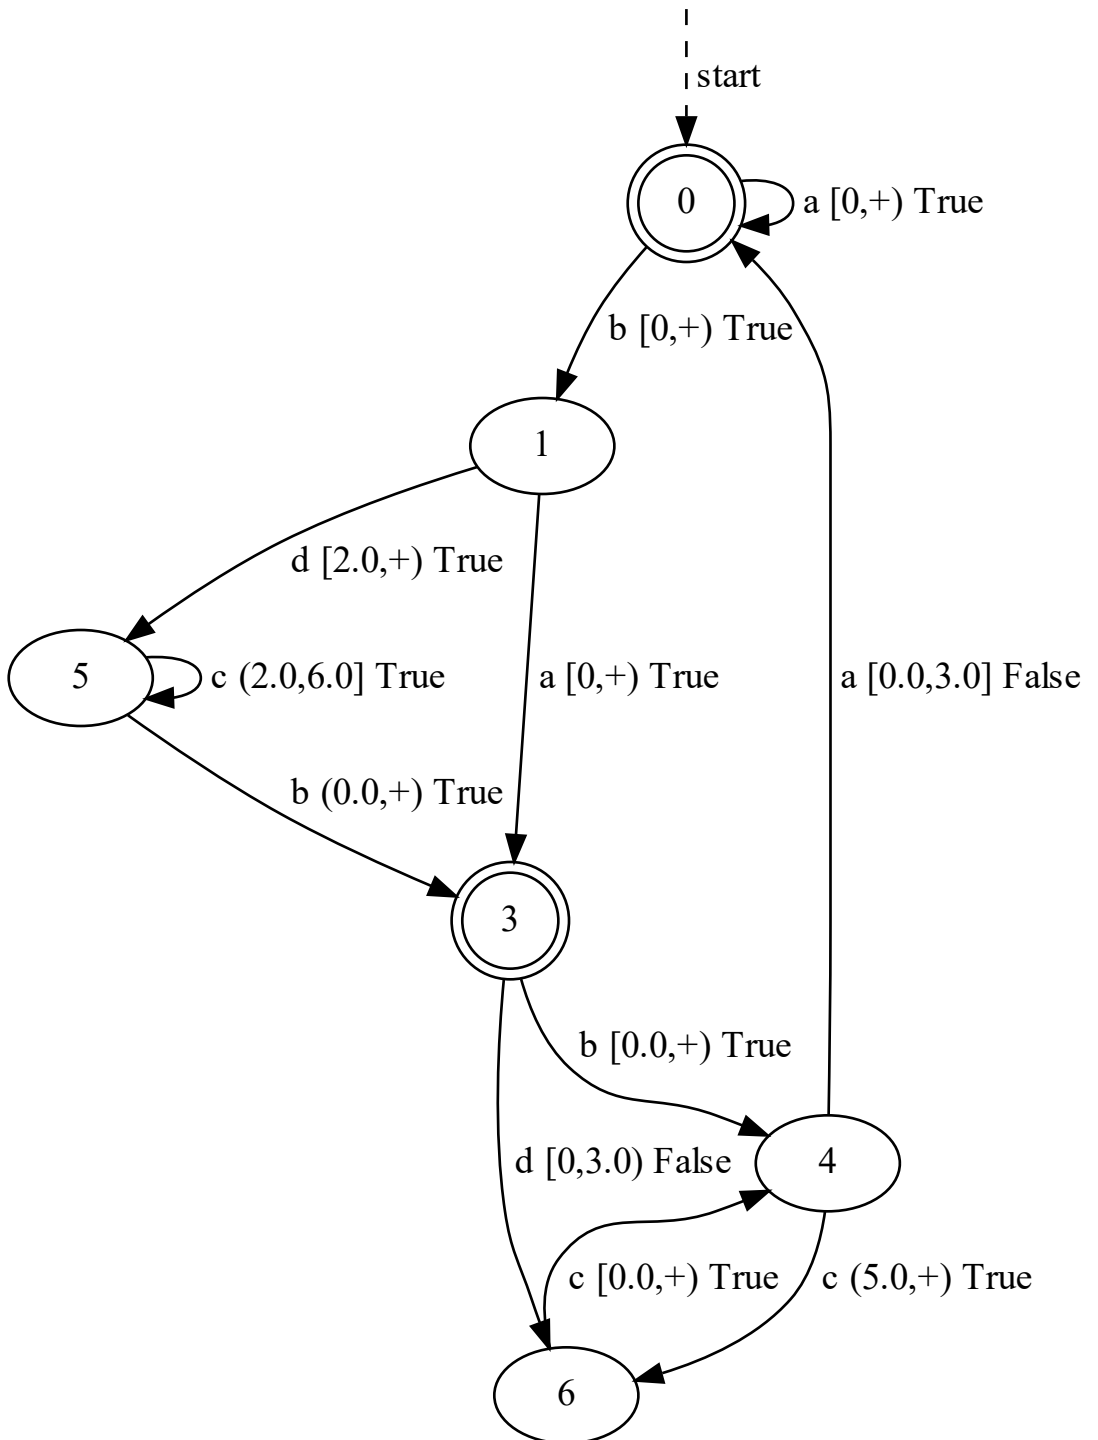 start
0
a [0,+) True
b [0,+) True
1
d [2.0,+) True
5
c (2.0,6.0] True
a [0,+) True
a [0.0,3.0] False
b (0.0,+) True
3
b [0.0,+) True
d [0,3.0) False
4
c [0.0,+) True
c (5.0,+) True
6